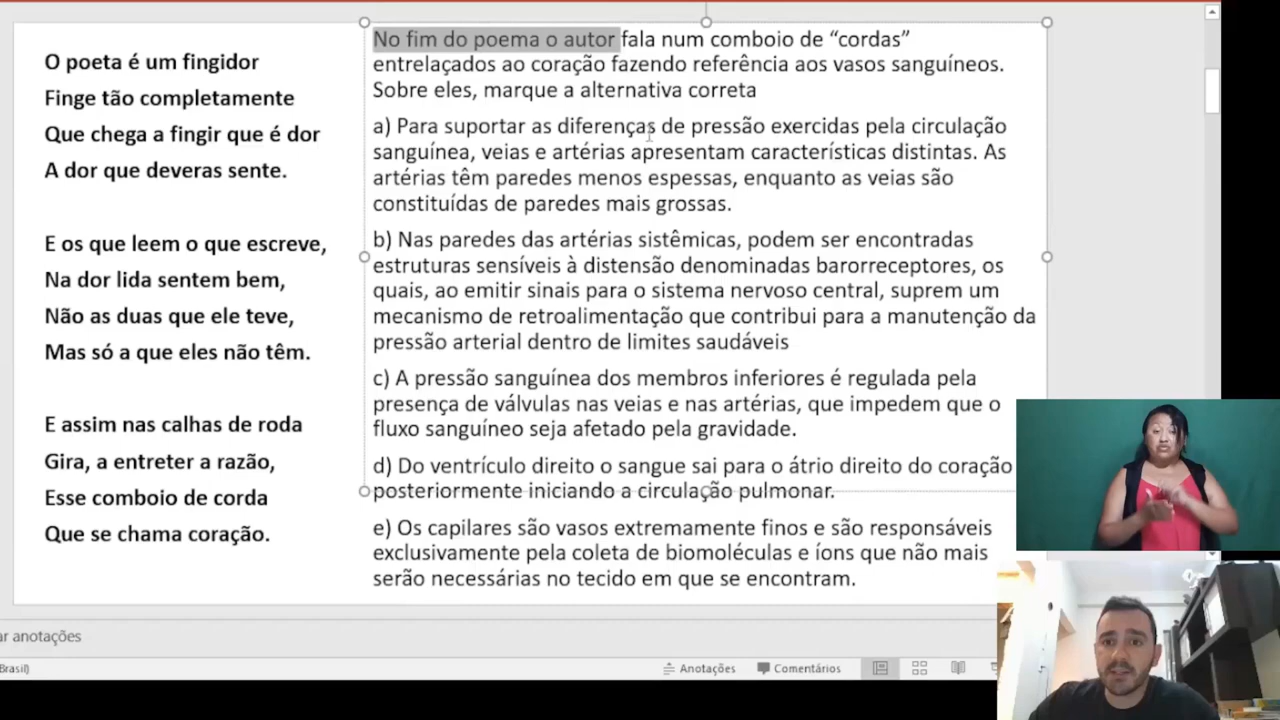 O poeta é um fingidor
Finge tão completamente
Que chega a fingir que é dor
A dor que deveras sente.
E os que leem o que escreve,
Na dor lida sentem bem,
Não as duas que ele teve,
Mas só a que eles não têm.
E assim nas calhas de roda
Gira, a entreter a razão,
Esse comboio de corda
Que se chama coração.
No fim do poema o autor fala num comboio de “cordas”
entrelaçados ao coração fazendo referência aos vasos sanguíneos.
Sobre eles, marque a alternativa correta
a) Para suportar as diferenças de pressão exercidas pela circulação
sanguínea, veias e artérias apresentam características distintas. As
artérias têm paredes menos espessas, enquanto as veias são
constituídas de paredes mais grossas.
b) Nas paredes das artérias sistêmicas, podem ser encontradas
estruturas sensíveis à distensão denominadas barorreceptores, os
quais, ao emitir sinais para o sistema nervoso central, suprem um
mecanismo de retroalimentação que contribui para a manutenção da
pressão arterial dentro de limites saudáveis
c) A pressão sanguínea dos membros inferiores é regulada pela
presença de válvulas nas veias e nas artérias, que impedem que o
fluxo sanguíneo seja afetado pela gravidade.
d) Do ventrículo direito o sangue sai para o átrio direito do coração
posteriormente iniciando a circulação pulmonar.
e) Os capilares são vasos extremamente finos e são responsáveis
exclusivamente pela coleta de biomoléculas e íons que não mais
serão necessárias no tecido em que se encontram.
ar anotações
Brasil)
Anotações
Comentários